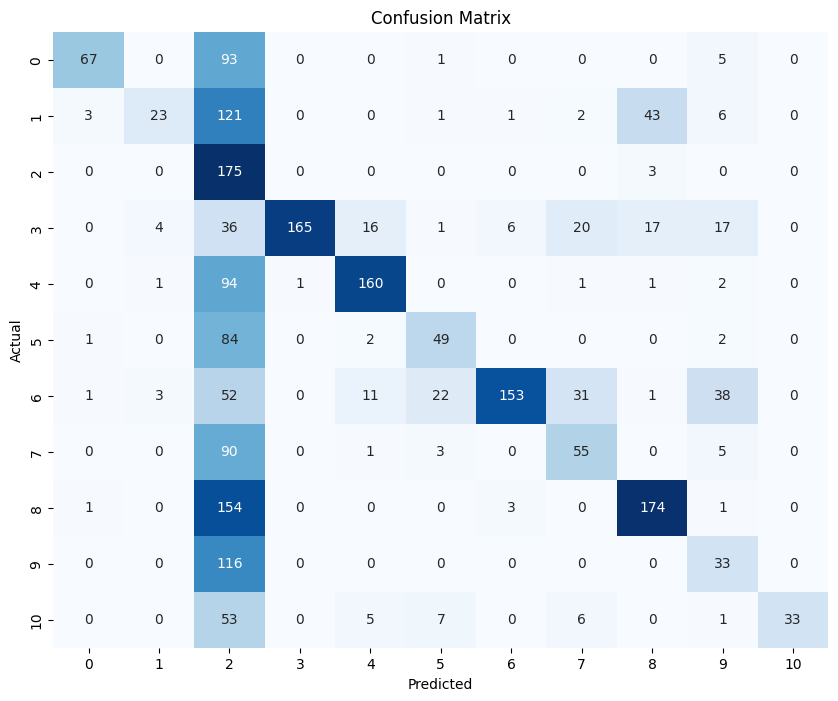 Confusion Matrix
Actual
0 67 0 93 0 0 1 0 0 0 5 0
1 3 23 121 0 0 1 1 2 43 6 0
2 0 0 175 0 0 0 0 0 3 0 0
3 0 4 36 165 16 1 6 20 17 17 0
4 0 1 94 1 160 0 0 1 1 2 0
5 1 0 84 0 2 49 0 0 0 2 0
6 1 3 52 0 11 22 153 31 1 38 0
7 0 0 90 0 1 3 0 55 0 5 0
8 1 0 154 0 0 0 3 0 174 1 0
9 0 0 116 0 0 0 0 0 0 33 0
10 0 0 53 0 5 7 0 6 0 1 33
0 1 2 3 4 5 6 7 8 9 10
Predicted